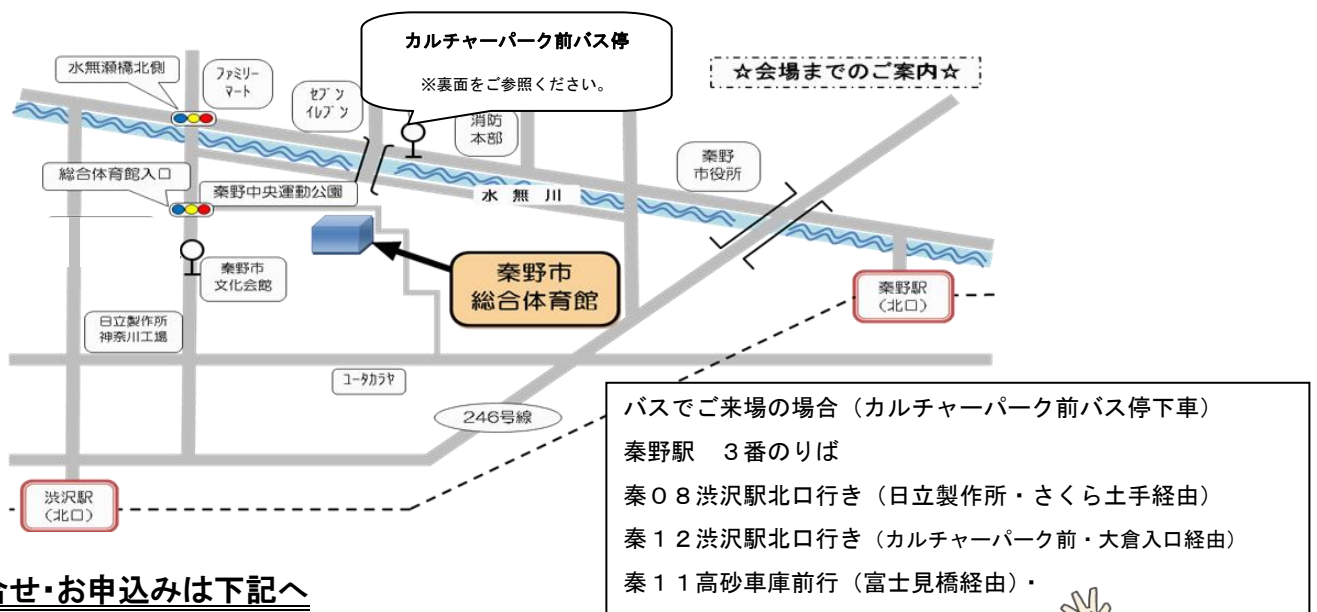 カルチャーパーク前バス停
※裏面をご参照ください。
☆会場までのご案内☆
水無瀬橋北側
ファミリー
マート
セブン
イレブン
消防
本部
秦野
市役所
総合体育館入口
秦野中央運動公園
水 無 川
秦野市
文化会館
秦野市
総合体育館
秦野駅
（北口）
日立製作所
神奈川工場
ユータカラヤ
246号線
渋沢駅
（北口）
バスでご来場の場合（カルチャーパーク前バス停下車）
秦野駅　３番のりば
秦０８渋沢駅北口行き（日立製作所・さくら土手経由）
秦１２渋沢駅北口行き（カルチャーパーク前・大倉入口経由）
秦１１高砂車庫前行（富士見橋経由）・
合せ・お申込みは下記へ